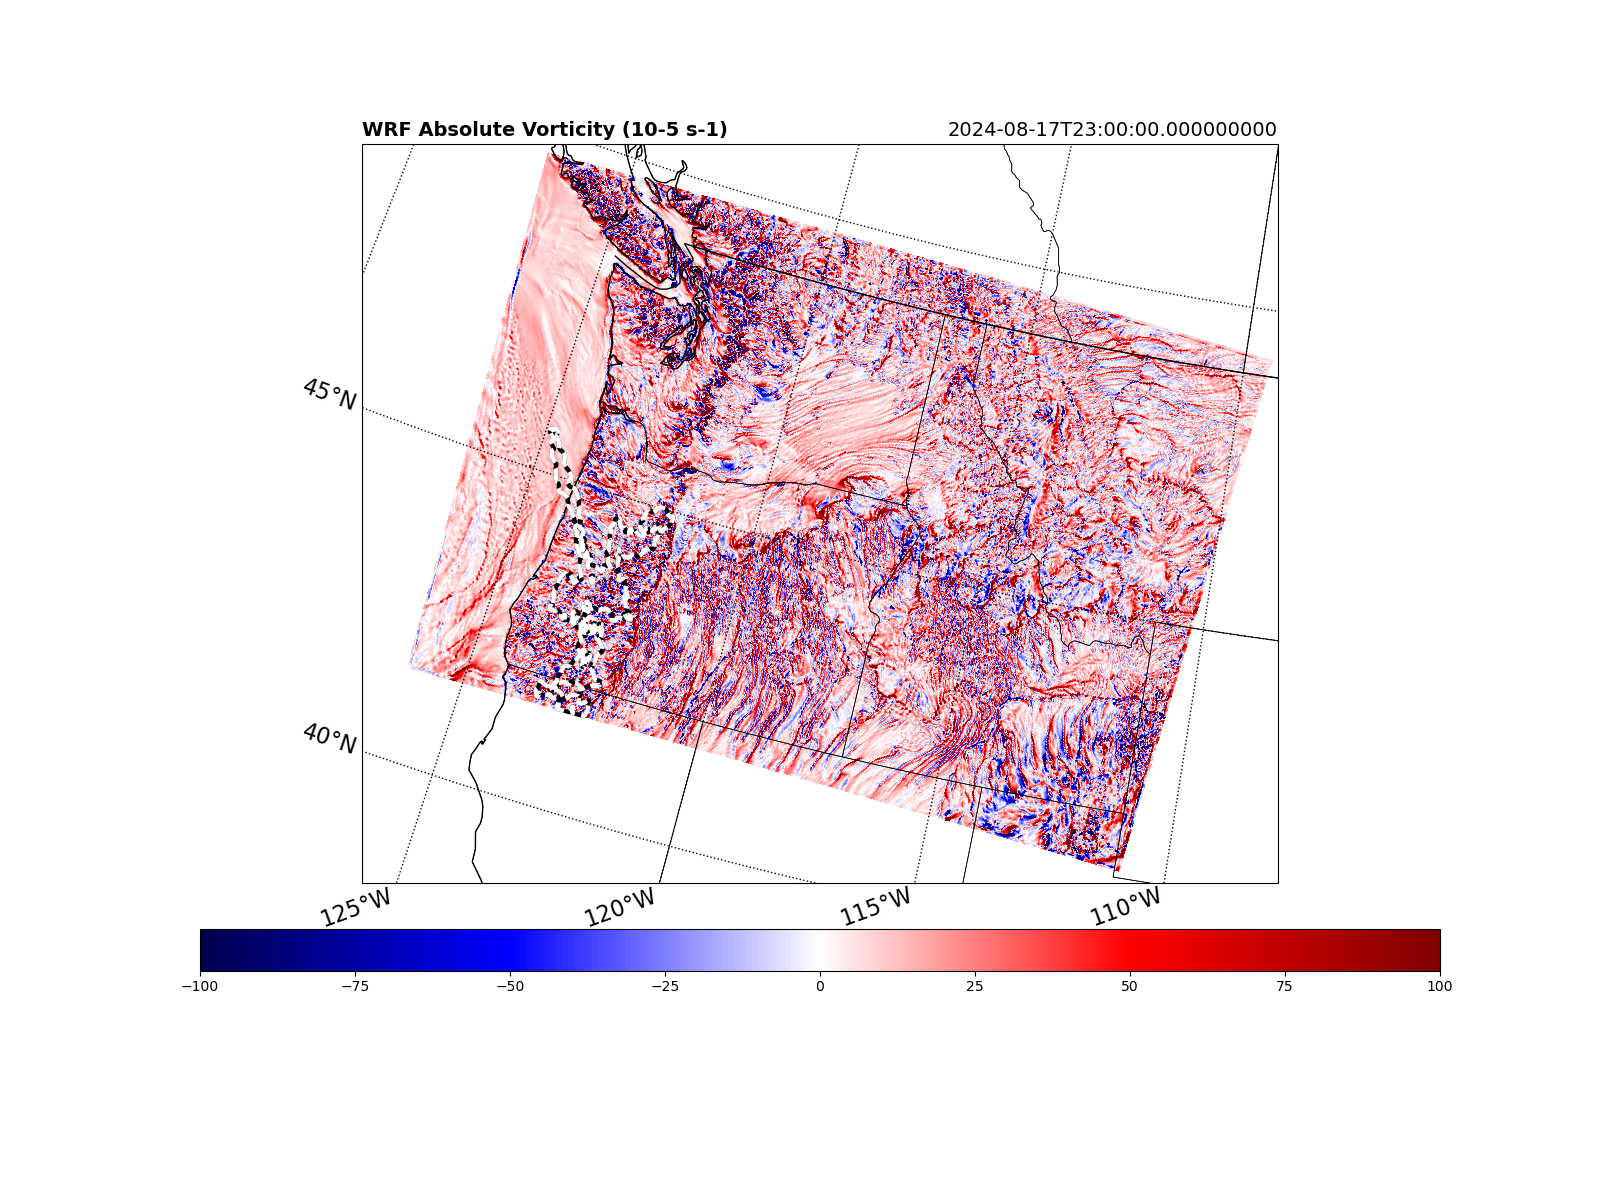 WRF Absolute Vorticity (10-5 s-1)
2024-08-17T23:00:00.000000000
45°N
40°N
125°W
120°W
115°W
110°W
−100
−75
−50
−25
0
25
50
75
100